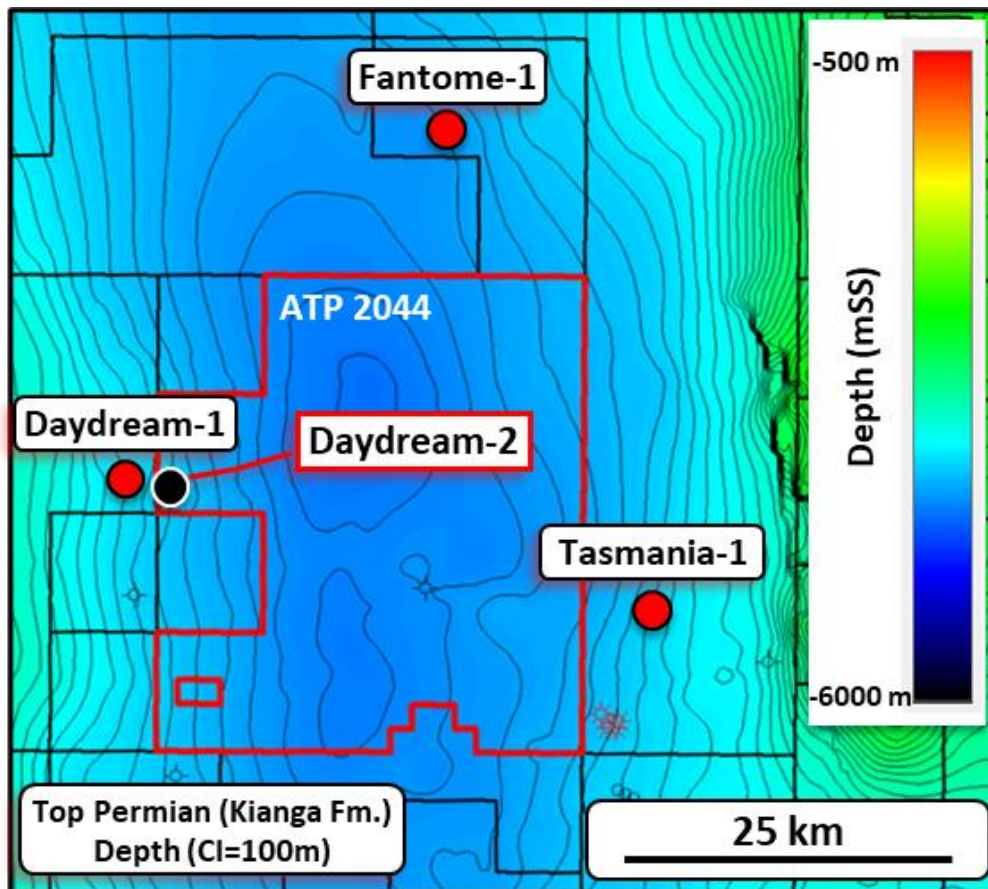 Fantome-1
-500 m
ATP 2044
Depth (mSS)
Daydream-1
Daydream-2
Tasmania-1
-6000 m
Top Permian (Kianga Fm.)
Depth (CI=100m)
25 km